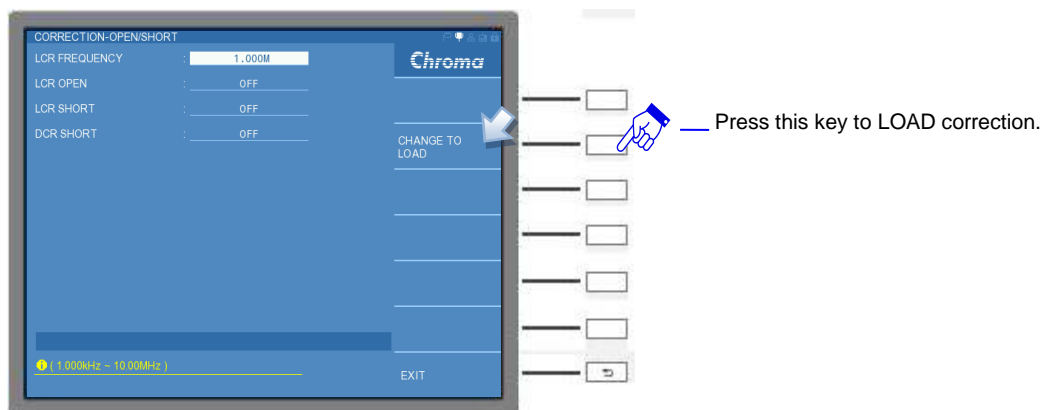 CORRECTION-OPEN/SHORT
LCR FREQUENCY : 1.000M
LCR OPEN : OFF
LCR SHORT : OFF
DCR SHORT : OFF
Chroma
CHANGE TO
LOAD
EXIT
( 1.000kHz ~ 10.00MHz )
Press this key to LOAD correction.